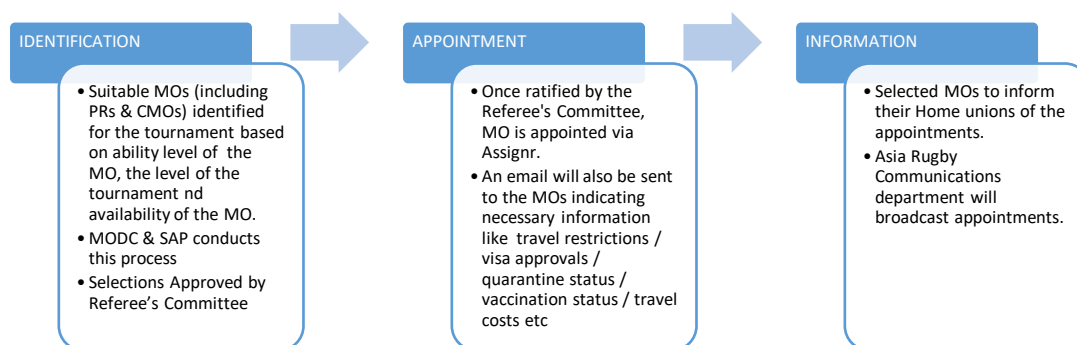 IDENTIFICATION
• Suitable MOs (including
PRs & CMOs) identified
for the tournament based
on ability level of the
MO, the level of the
tournament nd
availability of the MO.
• MODC & SAP conducts
this process
• Selections Approved by
Referee’s Committee
APPOINTMENT
• Once ratified by the
Referee's Committee,
MO is appointed via
Assignr.
• An email will also be sent
to the MOs indicating
necessary information
like travel restrictions /
visa approvals /
quarantine status /
vaccination status / travel
costs etc
INFORMATION
• Selected MOs to inform
their Home unions of the
appointments.
• Asia Rugby
Communications
department will
broadcast appointments.